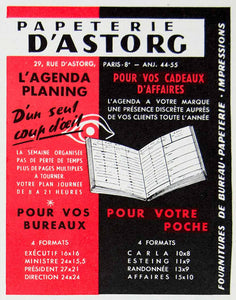 PAPETERIE
D'ASTORG
29, RUE D'ASTORG, PARIS-8e - ANJ. 44-55
L'AGENDA
PLANING
D'un seul
coup d'œil
LA SEMAINE ORGANISÉE
PAS DE PERTE DE TEMPS
PLUS DE PAGES MULTIPLES
A TOURNER.
VOTRE PLAN JOURNALIER
DE 8 A 21 HEURES
POUR VOS
BUREAUX
4 FORMATS
EXÉCUTIF 16x16
MINISTRE 24x15,5
PRÉSIDENT 27x21
DIRECTION 24x24
POUR VOS CADEAUX
D'AFFAIRES
L'AGENDA A VOTRE MARQUE
UNE PRÉSENCE DISCRÈTE AUPRÈS
DE VOS CLIENTS TOUTE L'ANNÉE
POUR VOTRE
POCHE
4 FORMATS
CARLA 10x8
ESTEING 11x9
RANDONNÉE 13x9
AFFAIRES 15x10
FOURNITURES DE BUREAU - PAPETERIE - IMPRESSIONS